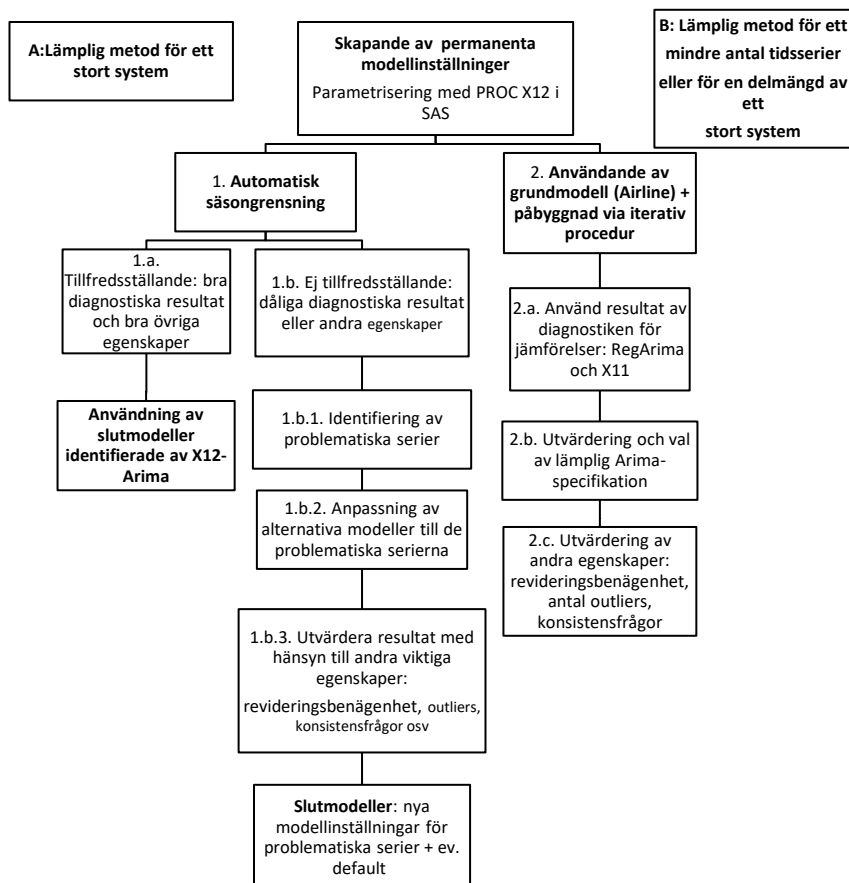 A:Lämplig metod för ett
stort system
Skapande av permanenta
modellinställninger
Parametrisering med PROC X12 i
SAS
B: Lämplig metod för ett
mindre antal tidsserier
eller för en delmängd av
ett
stort system
1. Automatisk
säsongrensning
2. Användande av
grundmodell (Airline) +
påbyggnad via iterativ
procedur
1.a.
Tillfredsställande: bra
diagnostiska resultat
och bra övriga
egenskaper
1.b. Ej tillfredsställande:
dåliga diagnostiska resultat
eller andra egenskaper
2.a. Använd resultat av
diagnostiken för
jämförelser: RegArima
och X11
Användning av
slutmodeller
identifierade av X12-
Arima
1.b.1. Identifiering av
problematiska serier
2.b. Utvärdering och val
av lämplig Arima-
specifikation
1.b.2. Anpassning av
alternativa modeller till de
problematiska serierna
2.c. Utvärdering av
andra egenskaper:
revideringsbenägenhet,
antal outliers,
konsistensfrågor
1.b.3. Utvärdera resultat med
hänsyn till andra viktiga
egenskaper:
revideringsbenägenhet, outliers,
konsistensfrågor osv
Slutmodeller: nya
modellinställningar för
problematiska serier + ev.
default